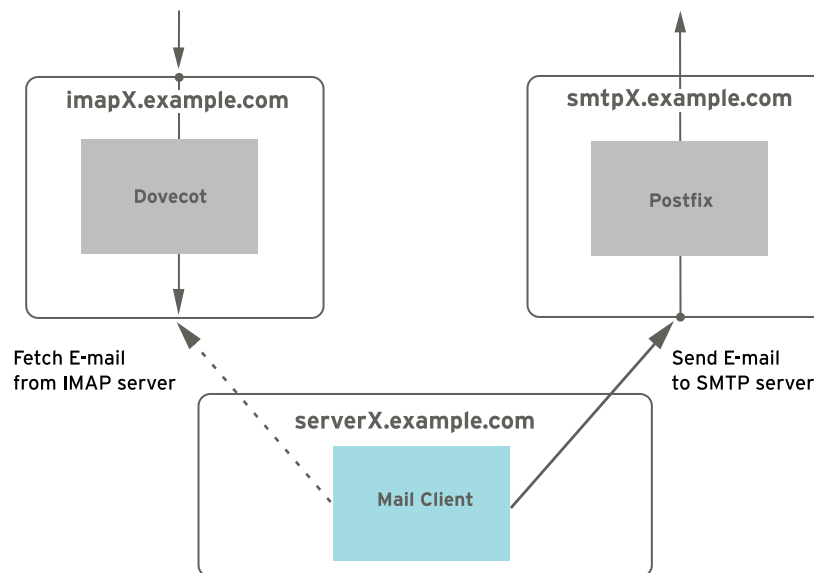 imapX.example.com
Dovecot
smtpX.example.com
Postfix
Fetch E-mail
from IMAP server
Send E-mail
to SMTP server
serverX.example.com
Mail Client